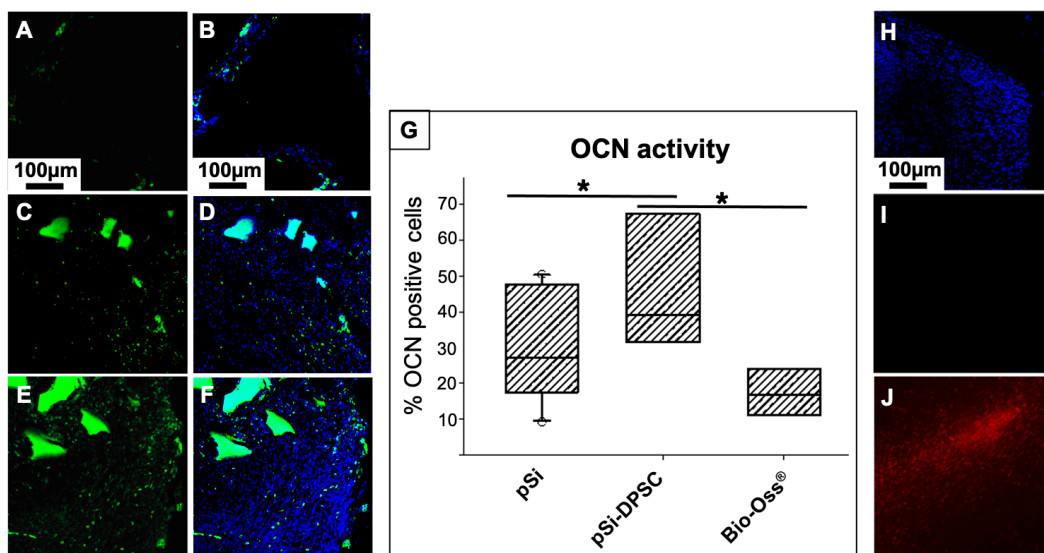 A
B
100µm
100µm
C
D
E
F
G
OCN activity
*
*
% OCN positive cells
70
60
50
40
30
20
10
pSi
pSi-DPSC
Bio-Oss®
H
100µm
I
J